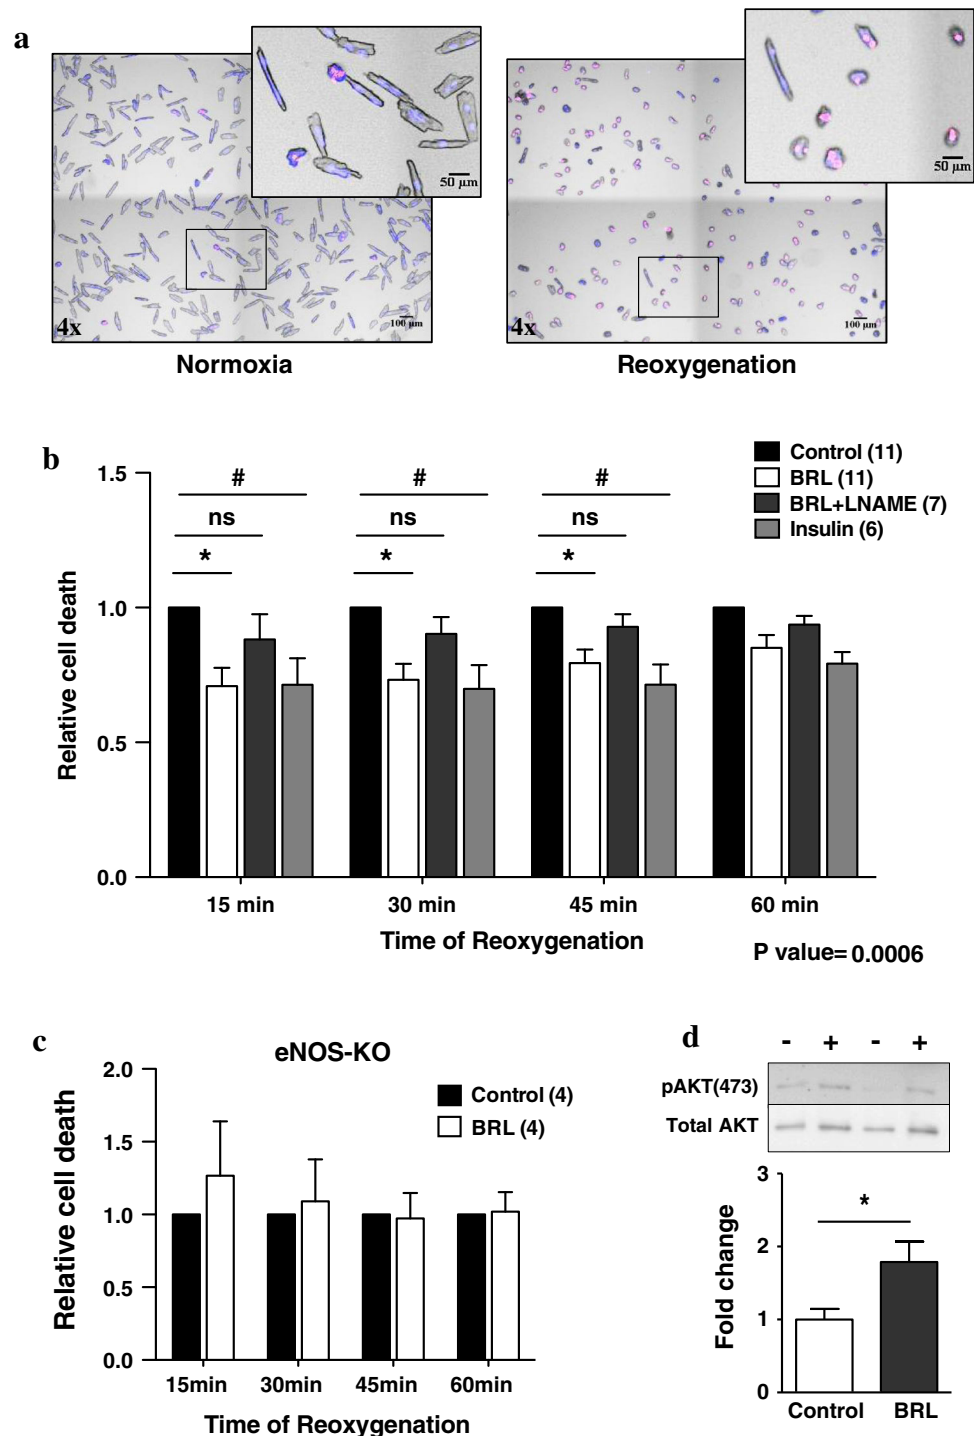 a
50 µm
50 µm
4x
100 µm
4x
100 µm
Normoxia
Reoxygenation
b
Control (11)
BRL (11)
BRL+LNAME (7)
Insulin (6)
1.5
1.0
0.5
0.0
Relative cell death
#
ns
*
#
ns
*
#
ns
*
15 min
30 min
45 min
60 min
Time of Reoxygenation
P value= 0.0006
c
eNOS-KO
Control (4)
BRL (4)
2.0
1.5
1.0
0.5
0.0
Relative cell death
15min
30min
45min
60min
Time of Reoxygenation
d
- + - +
pAKT(473)
Total AKT
3
2
1
0
Fold change
*
Control
BRL